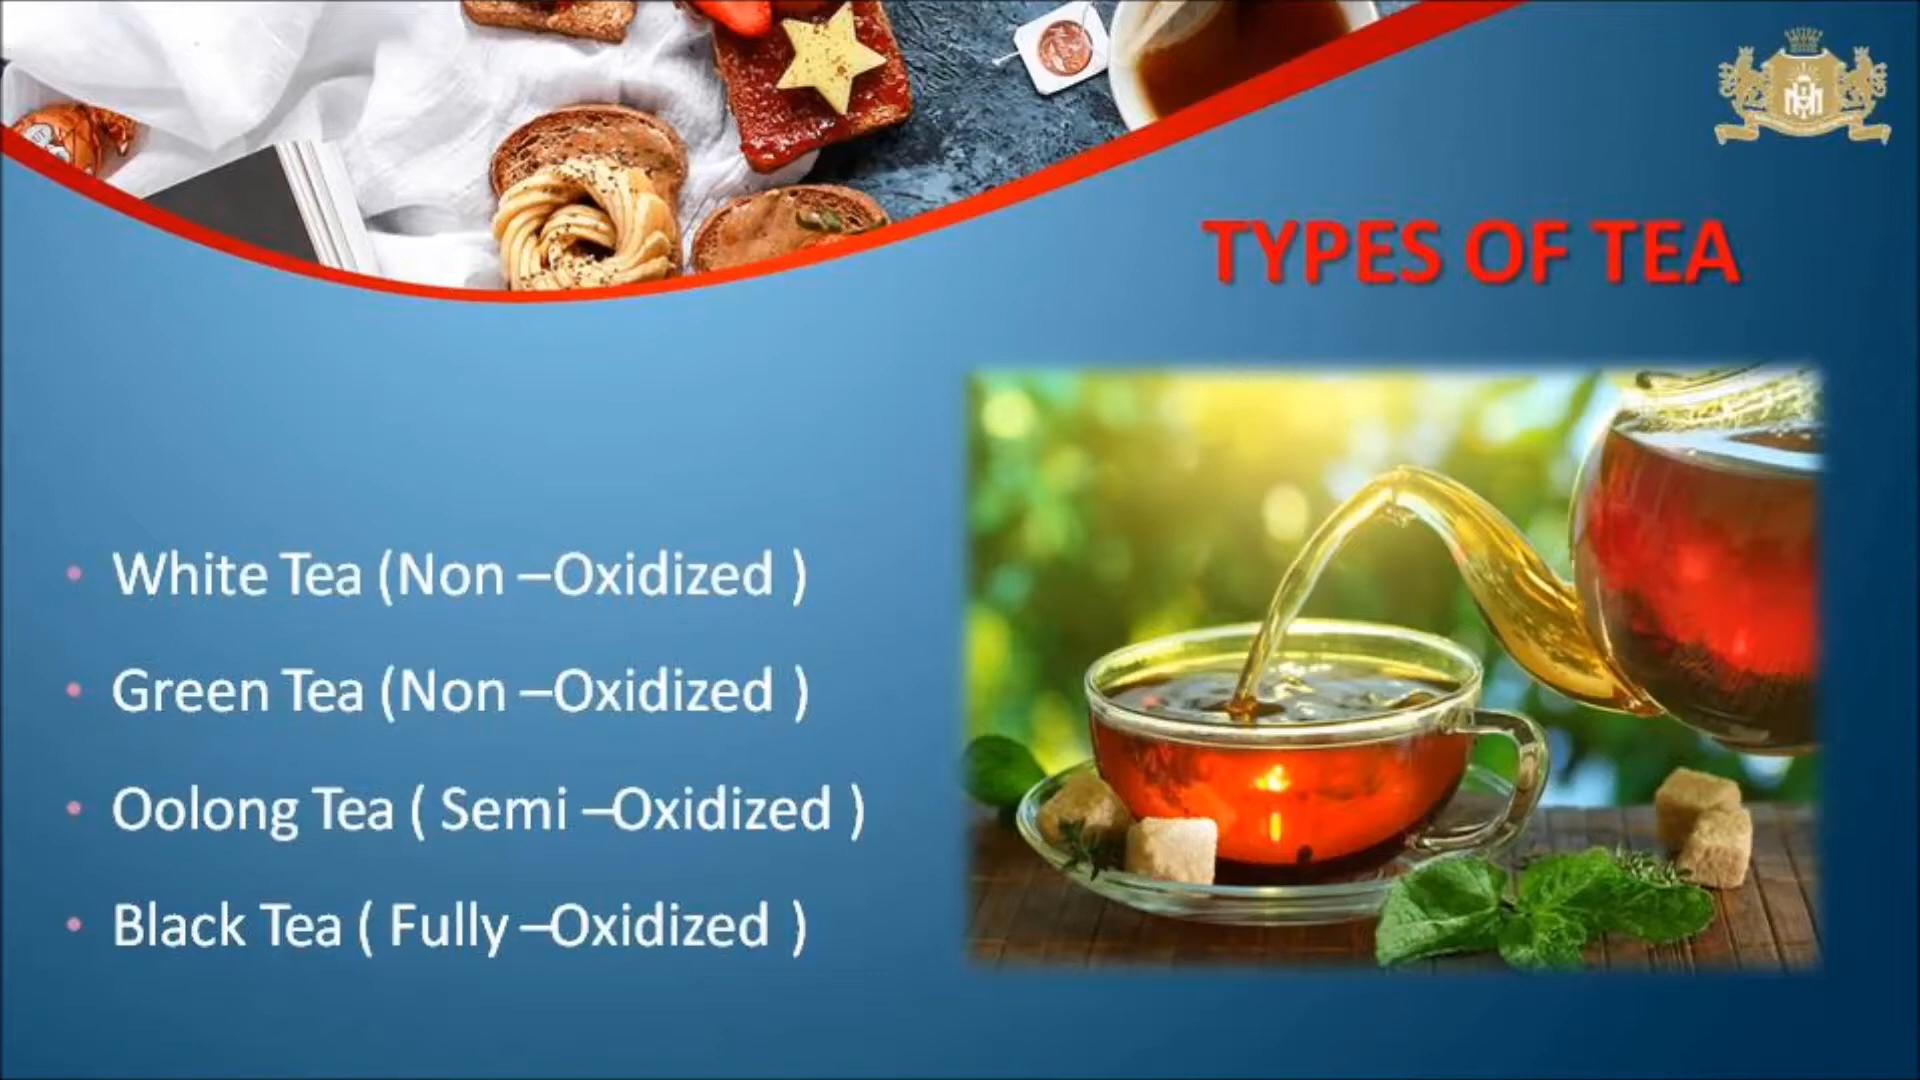 TYPES OF TEA
• White Tea (Non –Oxidized )
• Green Tea (Non –Oxidized )
• Oolong Tea ( Semi –Oxidized )
• Black Tea ( Fully –Oxidized )